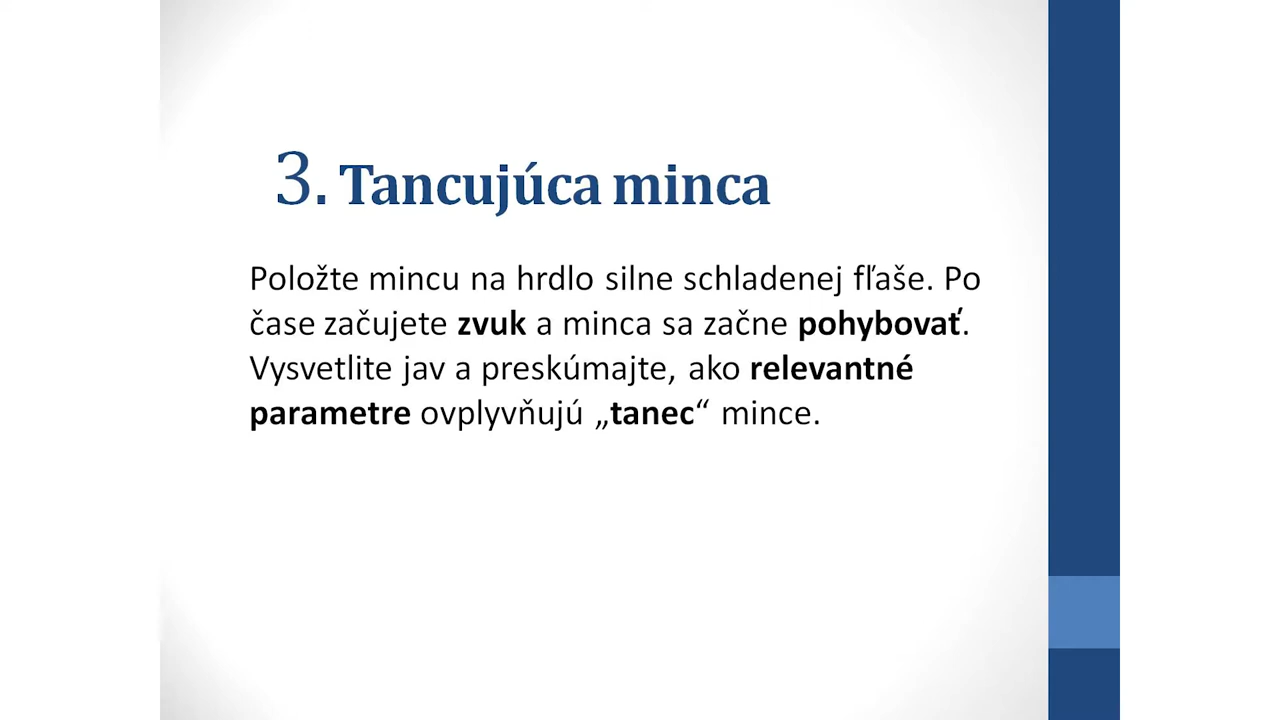 3. Tancujúca minca
Položte mincu na hrdlo silne schladenej fľaše. Po
čase začujete zvuk a minca sa začne pohybovať.
Vysvetlite jav a preskúmajte, ako relevantné
parametre ovplyvňujú „tanec“ mince.